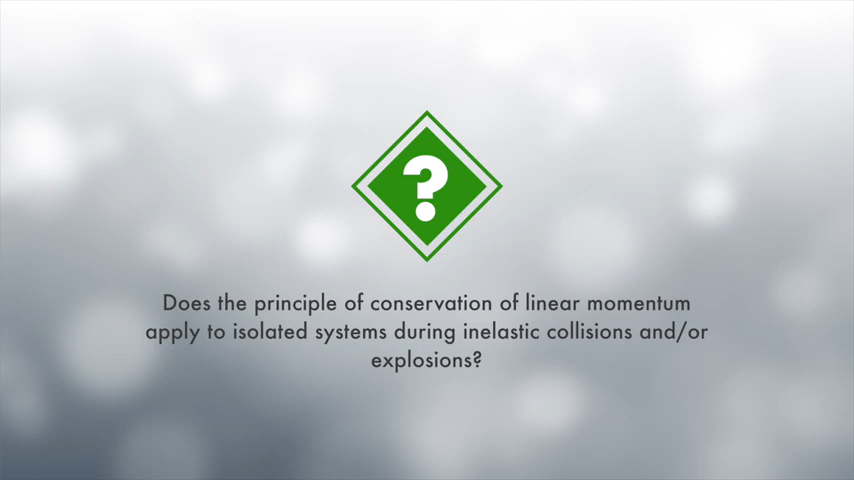 ?
Does the principle of conservation of linear momentum
apply to isolated systems during inelastic collisions and/or
explosions?